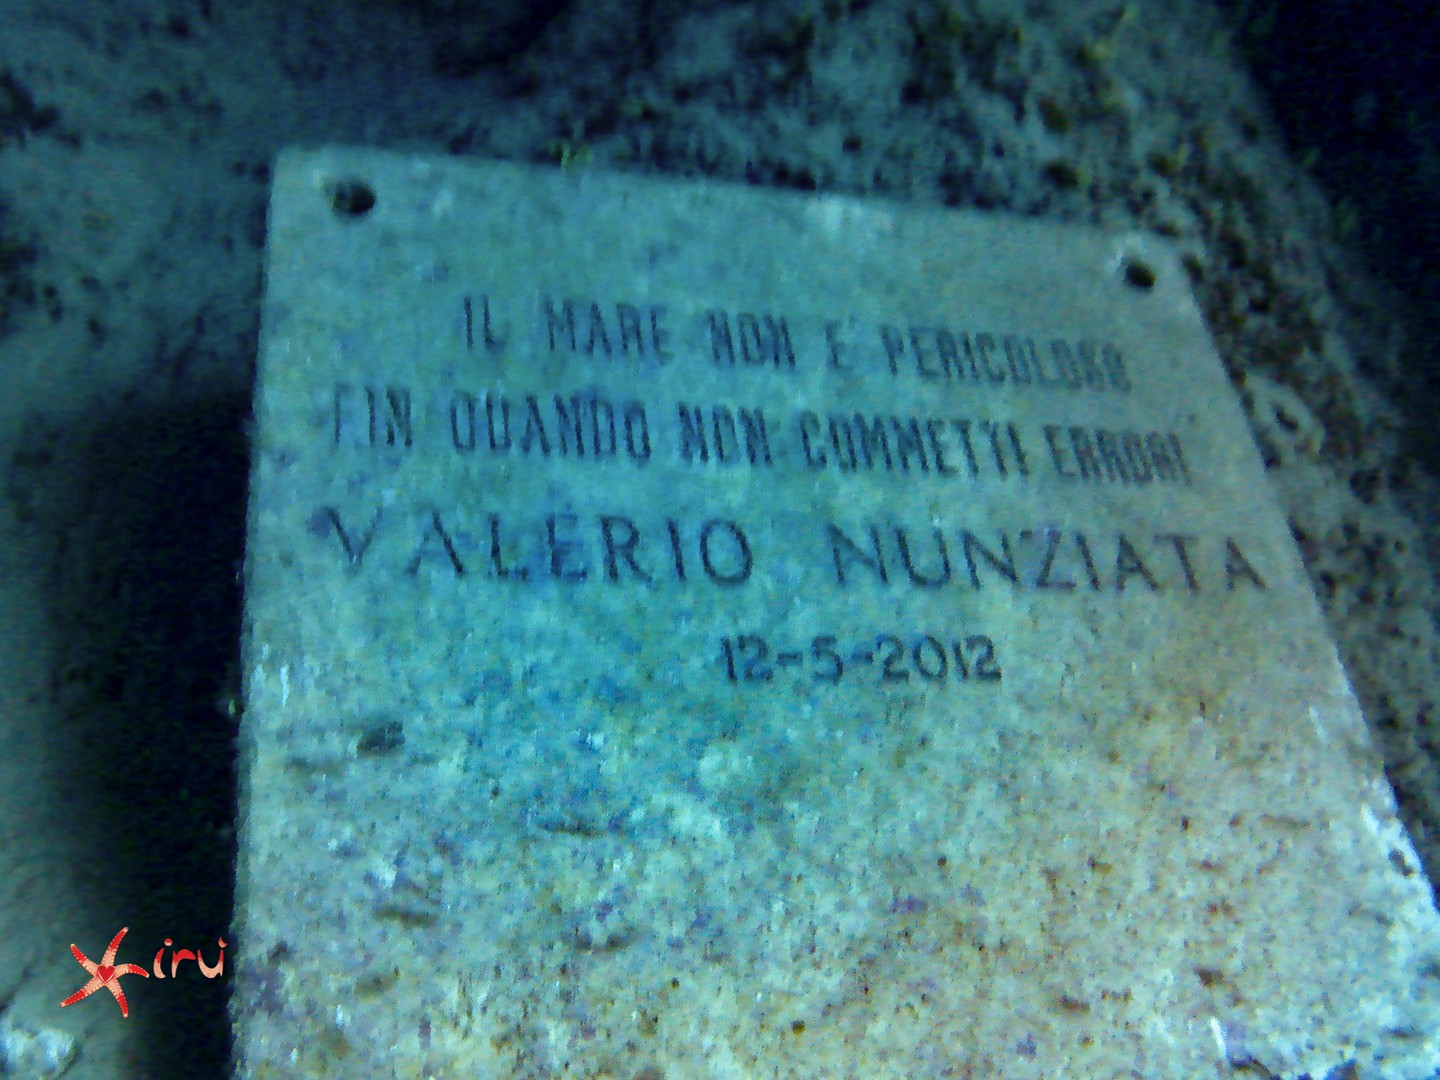 IL MARE NON E' PERICOLOSO
FIN QUANDO NON COMMETTI ERRORI
VALERIO NUNZIATA
12-5-2012
iru